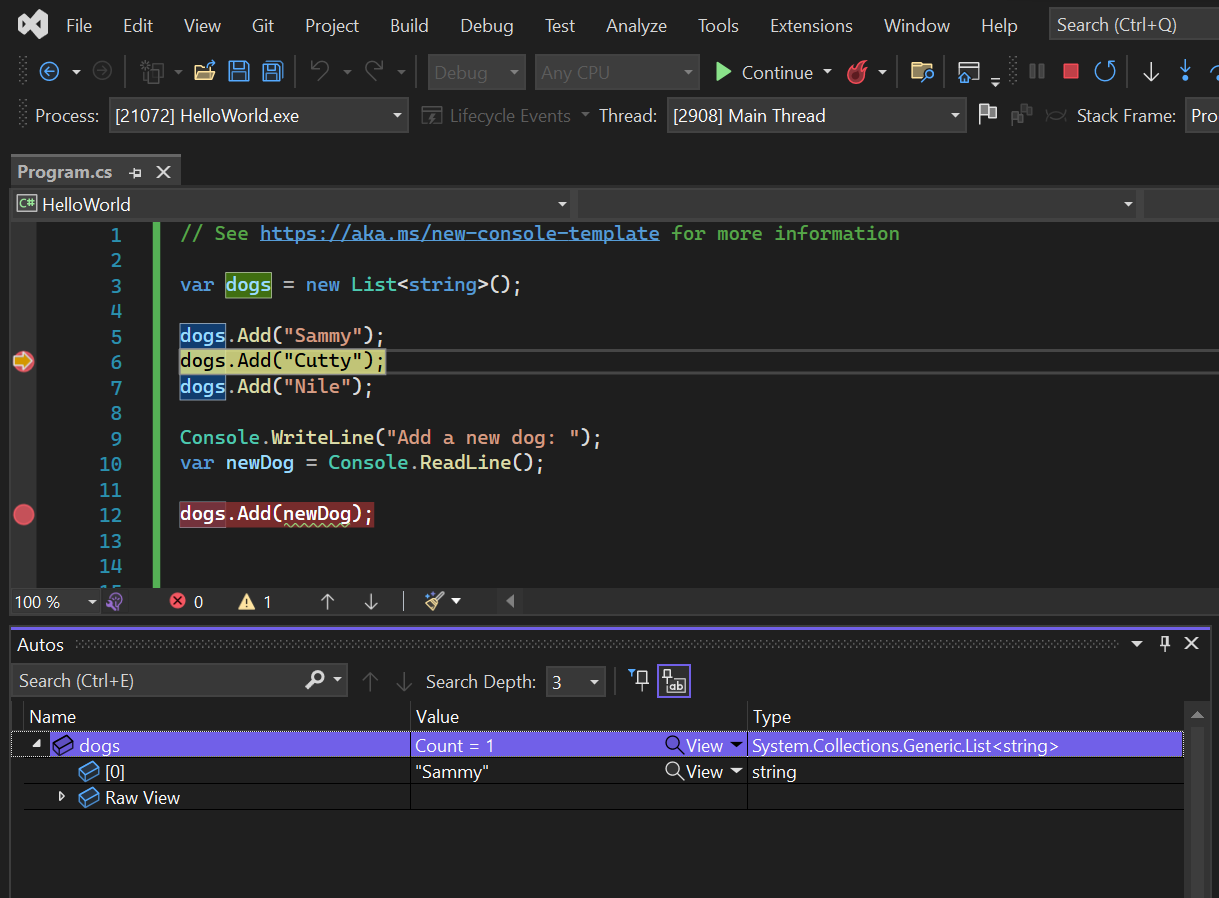 File Edit View Git Project Build Debug Test Analyze Tools Extensions Window Help Search (Ctrl+Q)
Debug Any CPU Continue
Process: [21072] HelloWorld.exe Lifecycle Events Thread: [2908] Main Thread Stack Frame: Pro
Program.cs
C# HelloWorld
1 // See https://aka.ms/new-console-template for more information
2
3 var dogs = new List<string>();
4
5 dogs.Add("Sammy");
6 dogs.Add("Cutty");
7 dogs.Add("Nile");
8
9 Console.WriteLine("Add a new dog: ");
10 var newDog = Console.ReadLine();
11
12 dogs.Add(newDog);
13
14
15
100 % 0 1
Autos
Search (Ctrl+E) Search Depth: 3 ab
Name Value Type
dogs Count = 1 View System.Collections.Generic.List<string>
[0] "Sammy" View string
Raw View